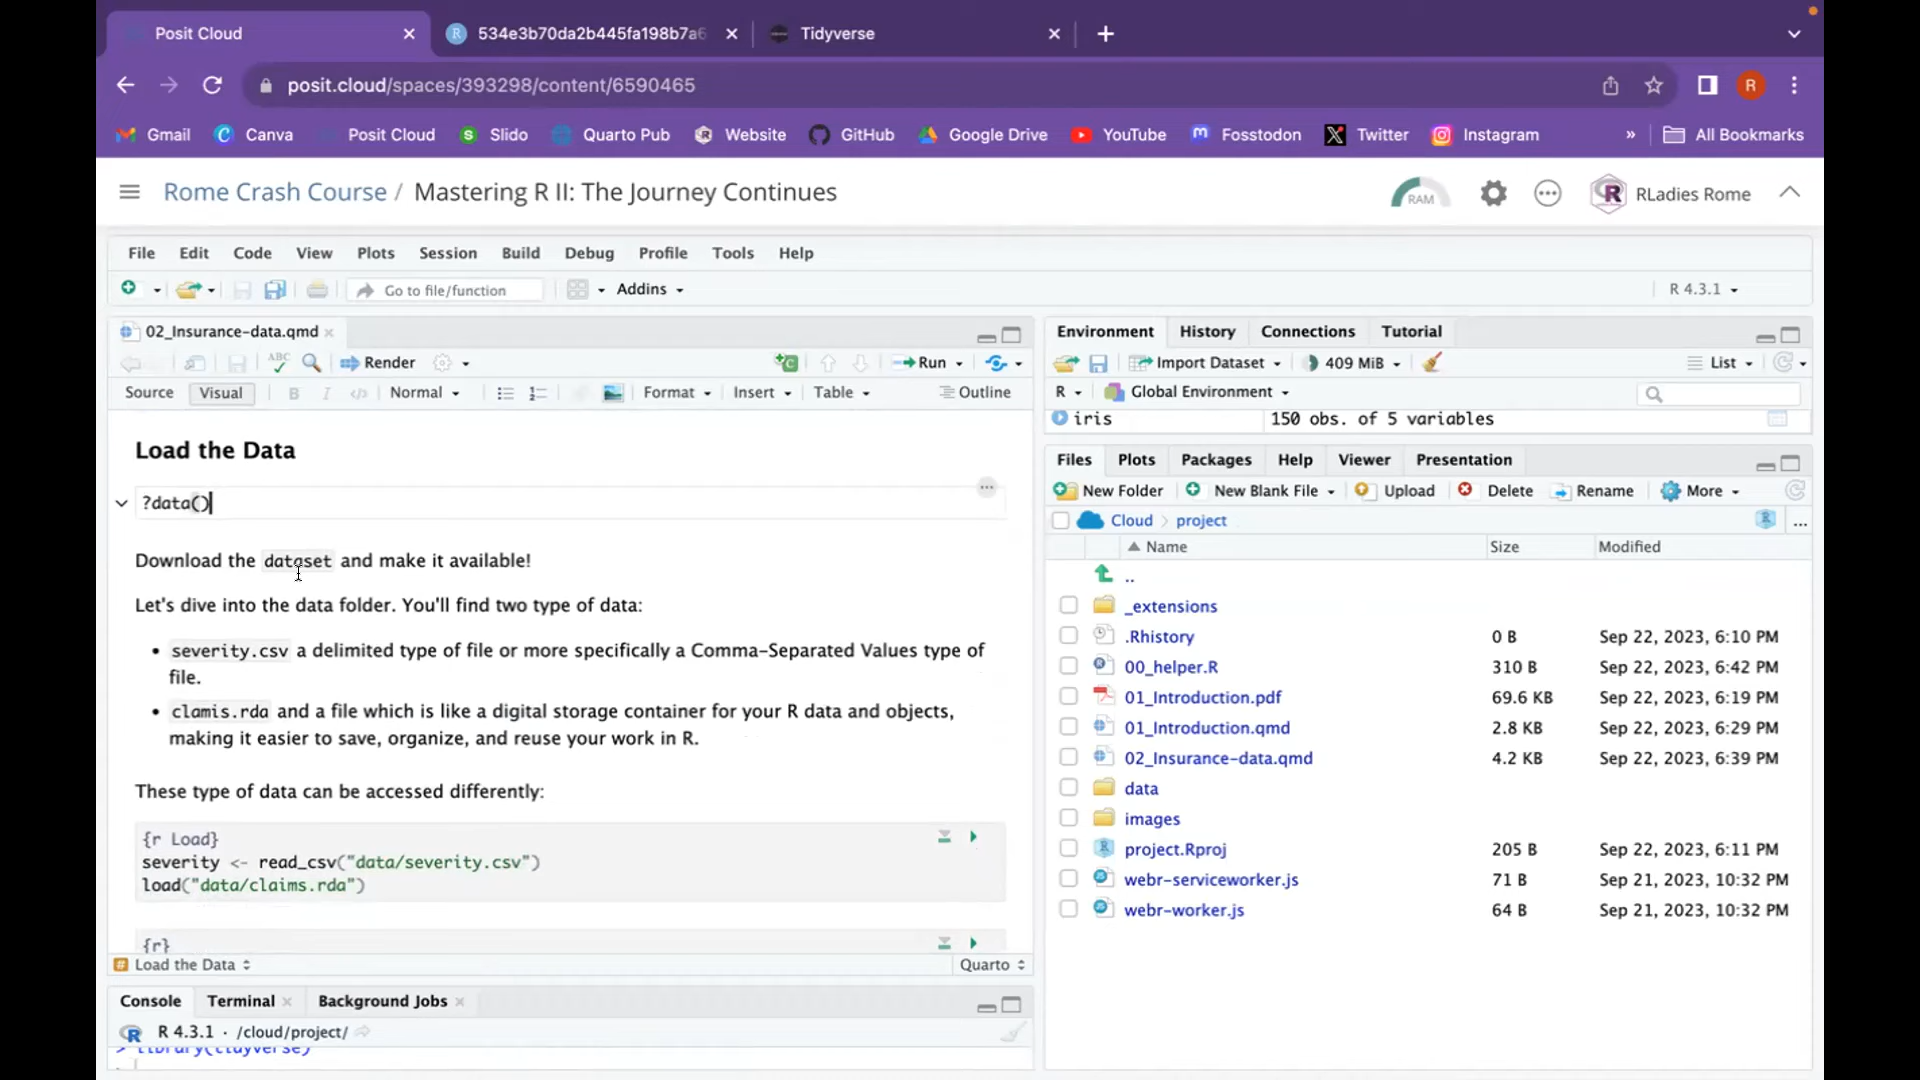 Posit Cloud
534e3b70da2b445fa198b7a6
Tidyverse
posit.cloud/spaces/393298/content/6590465
R
Gmail Canva Posit Cloud Slido Quarto Pub Website GitHub Google Drive YouTube Fosstodon Twitter Instagram » All Bookmarks
Rome Crash Course / Mastering R II: The Journey Continues
RAM
RLadies Rome
File Edit Code View Plots Session Build Debug Profile Tools Help
Go to file/function
Addins
R 4.3.1
02_Insurance-data.qmd
ABC
Render
Run
Source Visual B I </> Normal Format Insert Table Outline
Load the Data
?data()
Download the dataset and make it available!
Let's dive into the data folder. You'll find two type of data:
• severity.csv a delimited type of file or more specifically a Comma-Separated Values type of
file.
• clamis.rda and a file which is like a digital storage container for your R data and objects,
making it easier to save, organize, and reuse your work in R.
These type of data can be accessed differently:
{r Load}
severity <- read_csv("data/severity.csv")
load("data/claims.rda")
{r}
# Load the Data
Quarto
Console Terminal Background Jobs
R 4.3.1 · /cloud/project/
> library(tidyverse)
Environment History Connections Tutorial
Import Dataset 409 MiB List
R Global Environment
iris 150 obs. of 5 variables
Files Plots Packages Help Viewer Presentation
New Folder New Blank File Upload Delete Rename More
Cloud > project
...
Name Size Modified
..
_extensions
.Rhistory 0 B Sep 22, 2023, 6:10 PM
00_helper.R 310 B Sep 22, 2023, 6:42 PM
01_Introduction.pdf 69.6 KB Sep 22, 2023, 6:19 PM
01_Introduction.qmd 2.8 KB Sep 22, 2023, 6:29 PM
02_Insurance-data.qmd 4.2 KB Sep 22, 2023, 6:39 PM
data
images
project.Rproj 205 B Sep 22, 2023, 6:11 PM
webr-serviceworker.js 71 B Sep 21, 2023, 10:32 PM
webr-worker.js 64 B Sep 21, 2023, 10:32 PM